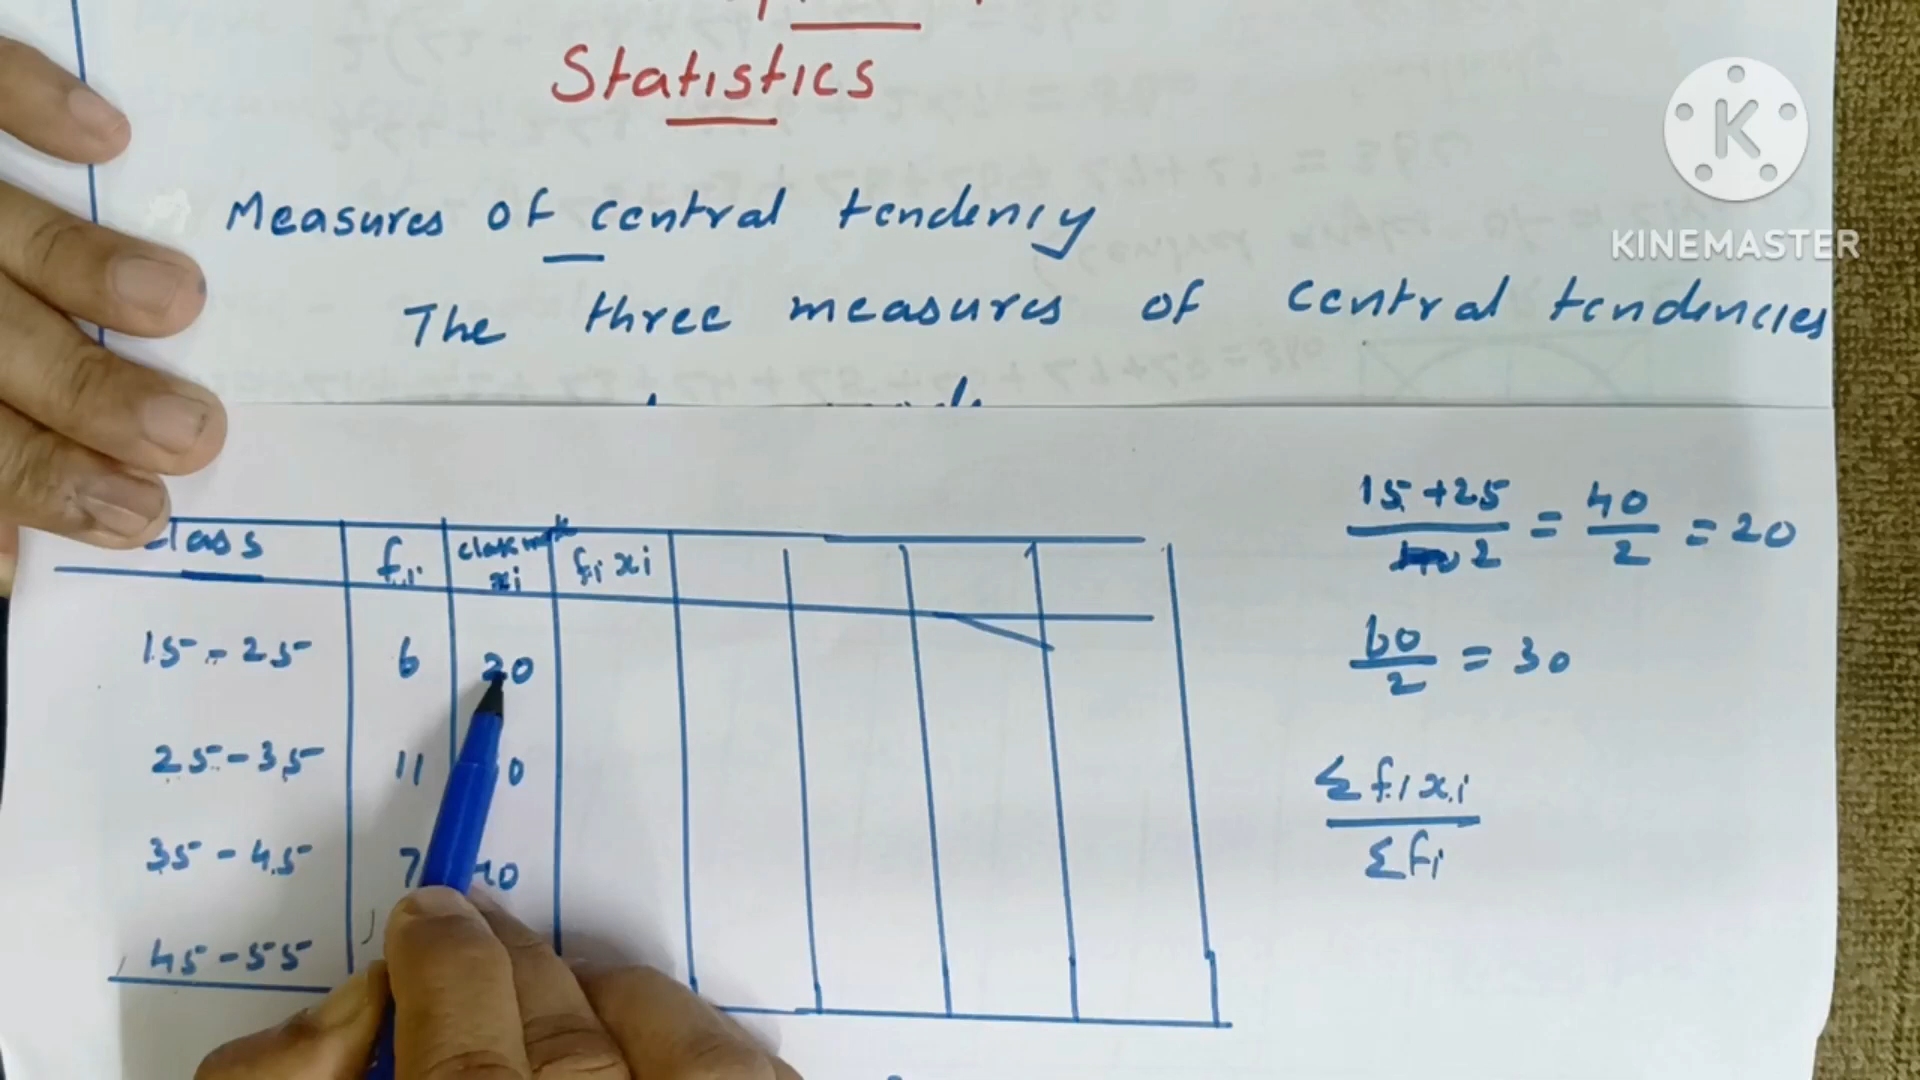 Statistics
K
KINEMASTER
Measures of central tendency
The three measures of central tendencies
class fi class mark xi fi xi
15 - 25 6 20
25 - 35 11
35 - 45 7
45 - 55
15 + 25 / 2 = 40 / 2 = 20
60 / 2 = 30
Σ fi xi
Σ fi